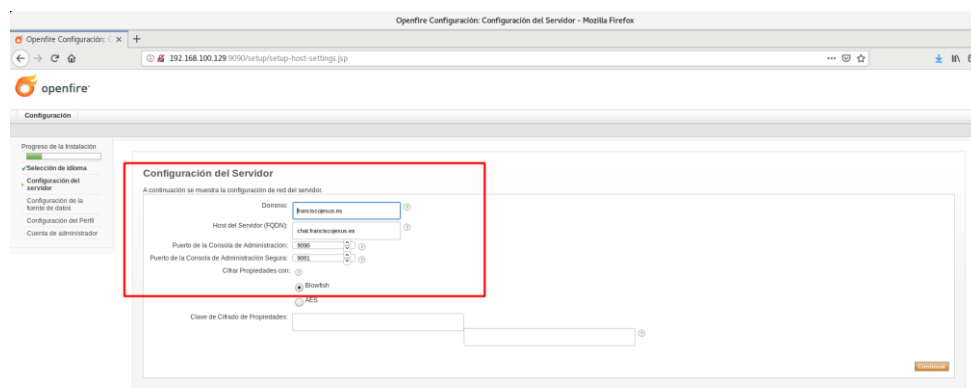 Openfire Configuración: Configuración del Servidor - Mozilla Firefox
Openfire Configuración: C
192.168.100.129:9090/setup/setup-host-settings.jsp
openfire
Configuración
Progreso de la Instalación
Selección de idioma
Configuración del servidor
Configuración de la fuente de datos
Configuración del Perfil
Cuenta de administrador
Configuración del Servidor
A continuación se muestra la configuración de red del servidor.
Dominio: franciscojesus.es
Host del Servidor (FQDN): chat.franciscojesus.es
Puerto de la Consola de Administración: 9090
Puerto de la Consola de Administración Segura: 9091
Cifrar Propiedades con:
Blowfish
AES
Clave de Cifrado de Propiedades:
Continuar